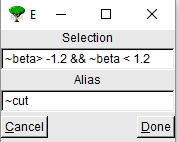 E
Selection
~beta> -1.2 && ~beta < 1.2
Alias
~cut
Cancel Done